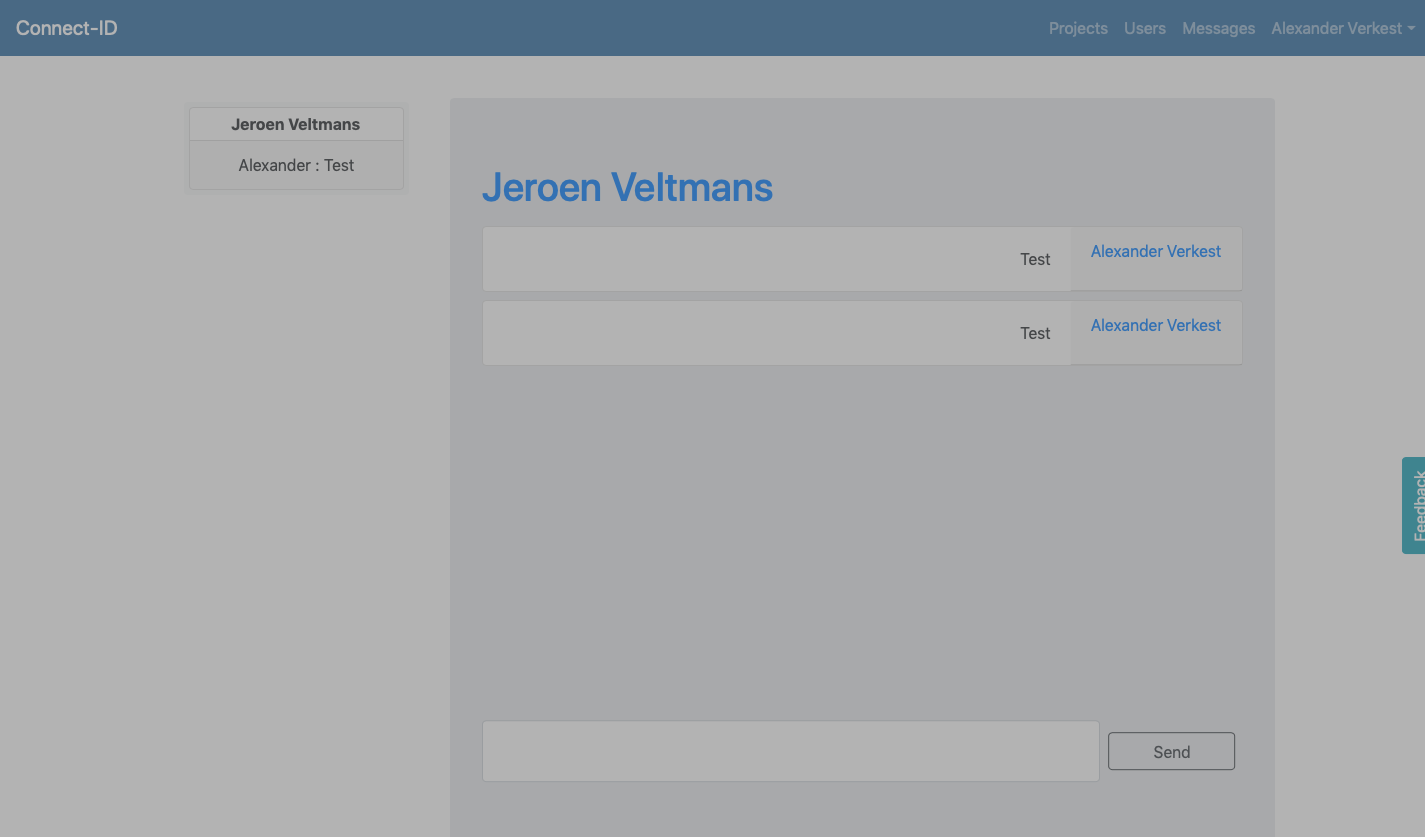 Connect-ID
Projects Users Messages Alexander Verkest
Jeroen Veltmans
Alexander : Test
Jeroen Veltmans
Test
Alexander Verkest
Test
Alexander Verkest
Feedback
Send